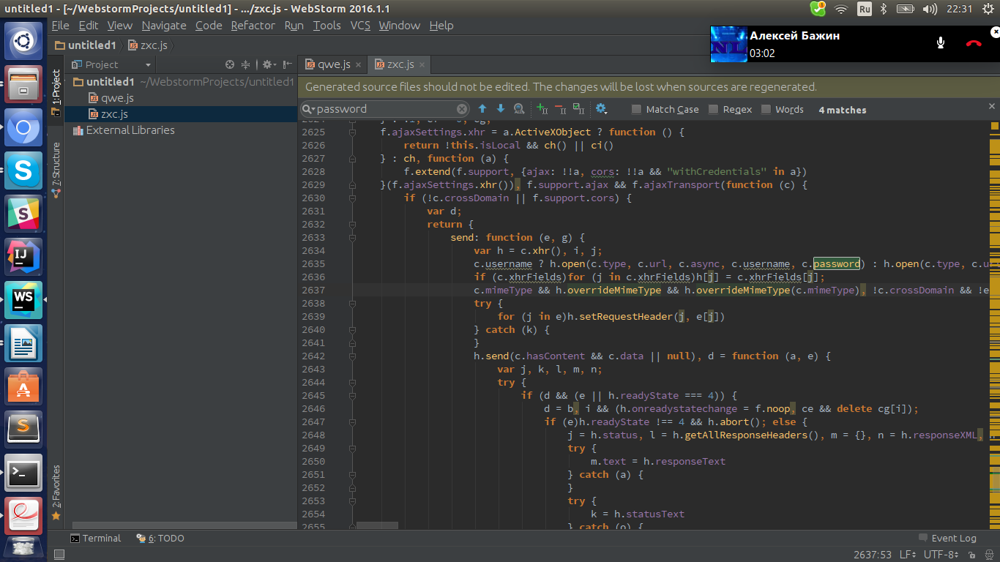 untitled1 - [~/WebstormProjects/untitled1] - .../zxc.js - WebStorm 2016.1.1
Ru
22:31
File Edit View Navigate Code Refactor Run Tools VCS Window Help
Алексей Бажин
03:02
untitled1 zxc.js
Project
qwe.js zxc.js
1: Project
7: Structure
2: Favorites
untitled1 ~/WebstormProjects/untitled1
qwe.js
zxc.js
External Libraries
Generated source files should not be edited. The changes will be lost when sources are regenerated.
password
Match Case Regex Words 4 matches
2625 f.ajaxSettings.xhr = a.ActiveXObject ? function () {
2626 return !this.isLocal && ch() || ci()
2627 } : ch, function (a) {
2628 f.extend(f.support, {ajax: !!a, cors: !!a && "withCredentials" in a})
2629 }(f.ajaxSettings.xhr()), f.support.ajax && f.ajaxTransport(function (c) {
2630 if (!c.crossDomain || f.support.cors) {
2631 var d;
2632 return {
2633 send: function (e, g) {
2634 var h = c.xhr(), i, j;
2635 c.username ? h.open(c.type, c.url, c.async, c.username, c.password) : h.open(c.type, c.u
2636 if (c.xhrFields)for (j in c.xhrFields)h[j] = c.xhrFields[j];
2637 c.mimeType && h.overrideMimeType && h.overrideMimeType(c.mimeType), !c.crossDomain && !e
2638 try {
2639 for (j in e)h.setRequestHeader(j, e[j])
2640 } catch (k) {
2641 }
2642 h.send(c.hasContent && c.data || null), d = function (a, e) {
2643 var j, k, l, m, n;
2644 try {
2645 if (d && (e || h.readyState === 4)) {
2646 d = b, i && (h.onreadystatechange = f.noop, ce && delete cg[i]);
2647 if (e)h.readyState !== 4 && h.abort(); else {
2648 j = h.status, l = h.getAllResponseHeaders(), m = {}, n = h.responseXML,
2649 try {
2650 m.text = h.responseText
2651 } catch (a) {
2652 }
2653 try {
2654 k = h.statusText
2655 } catch (o) {
Terminal 6: TODO Event Log
2637:53 LF UTF-8